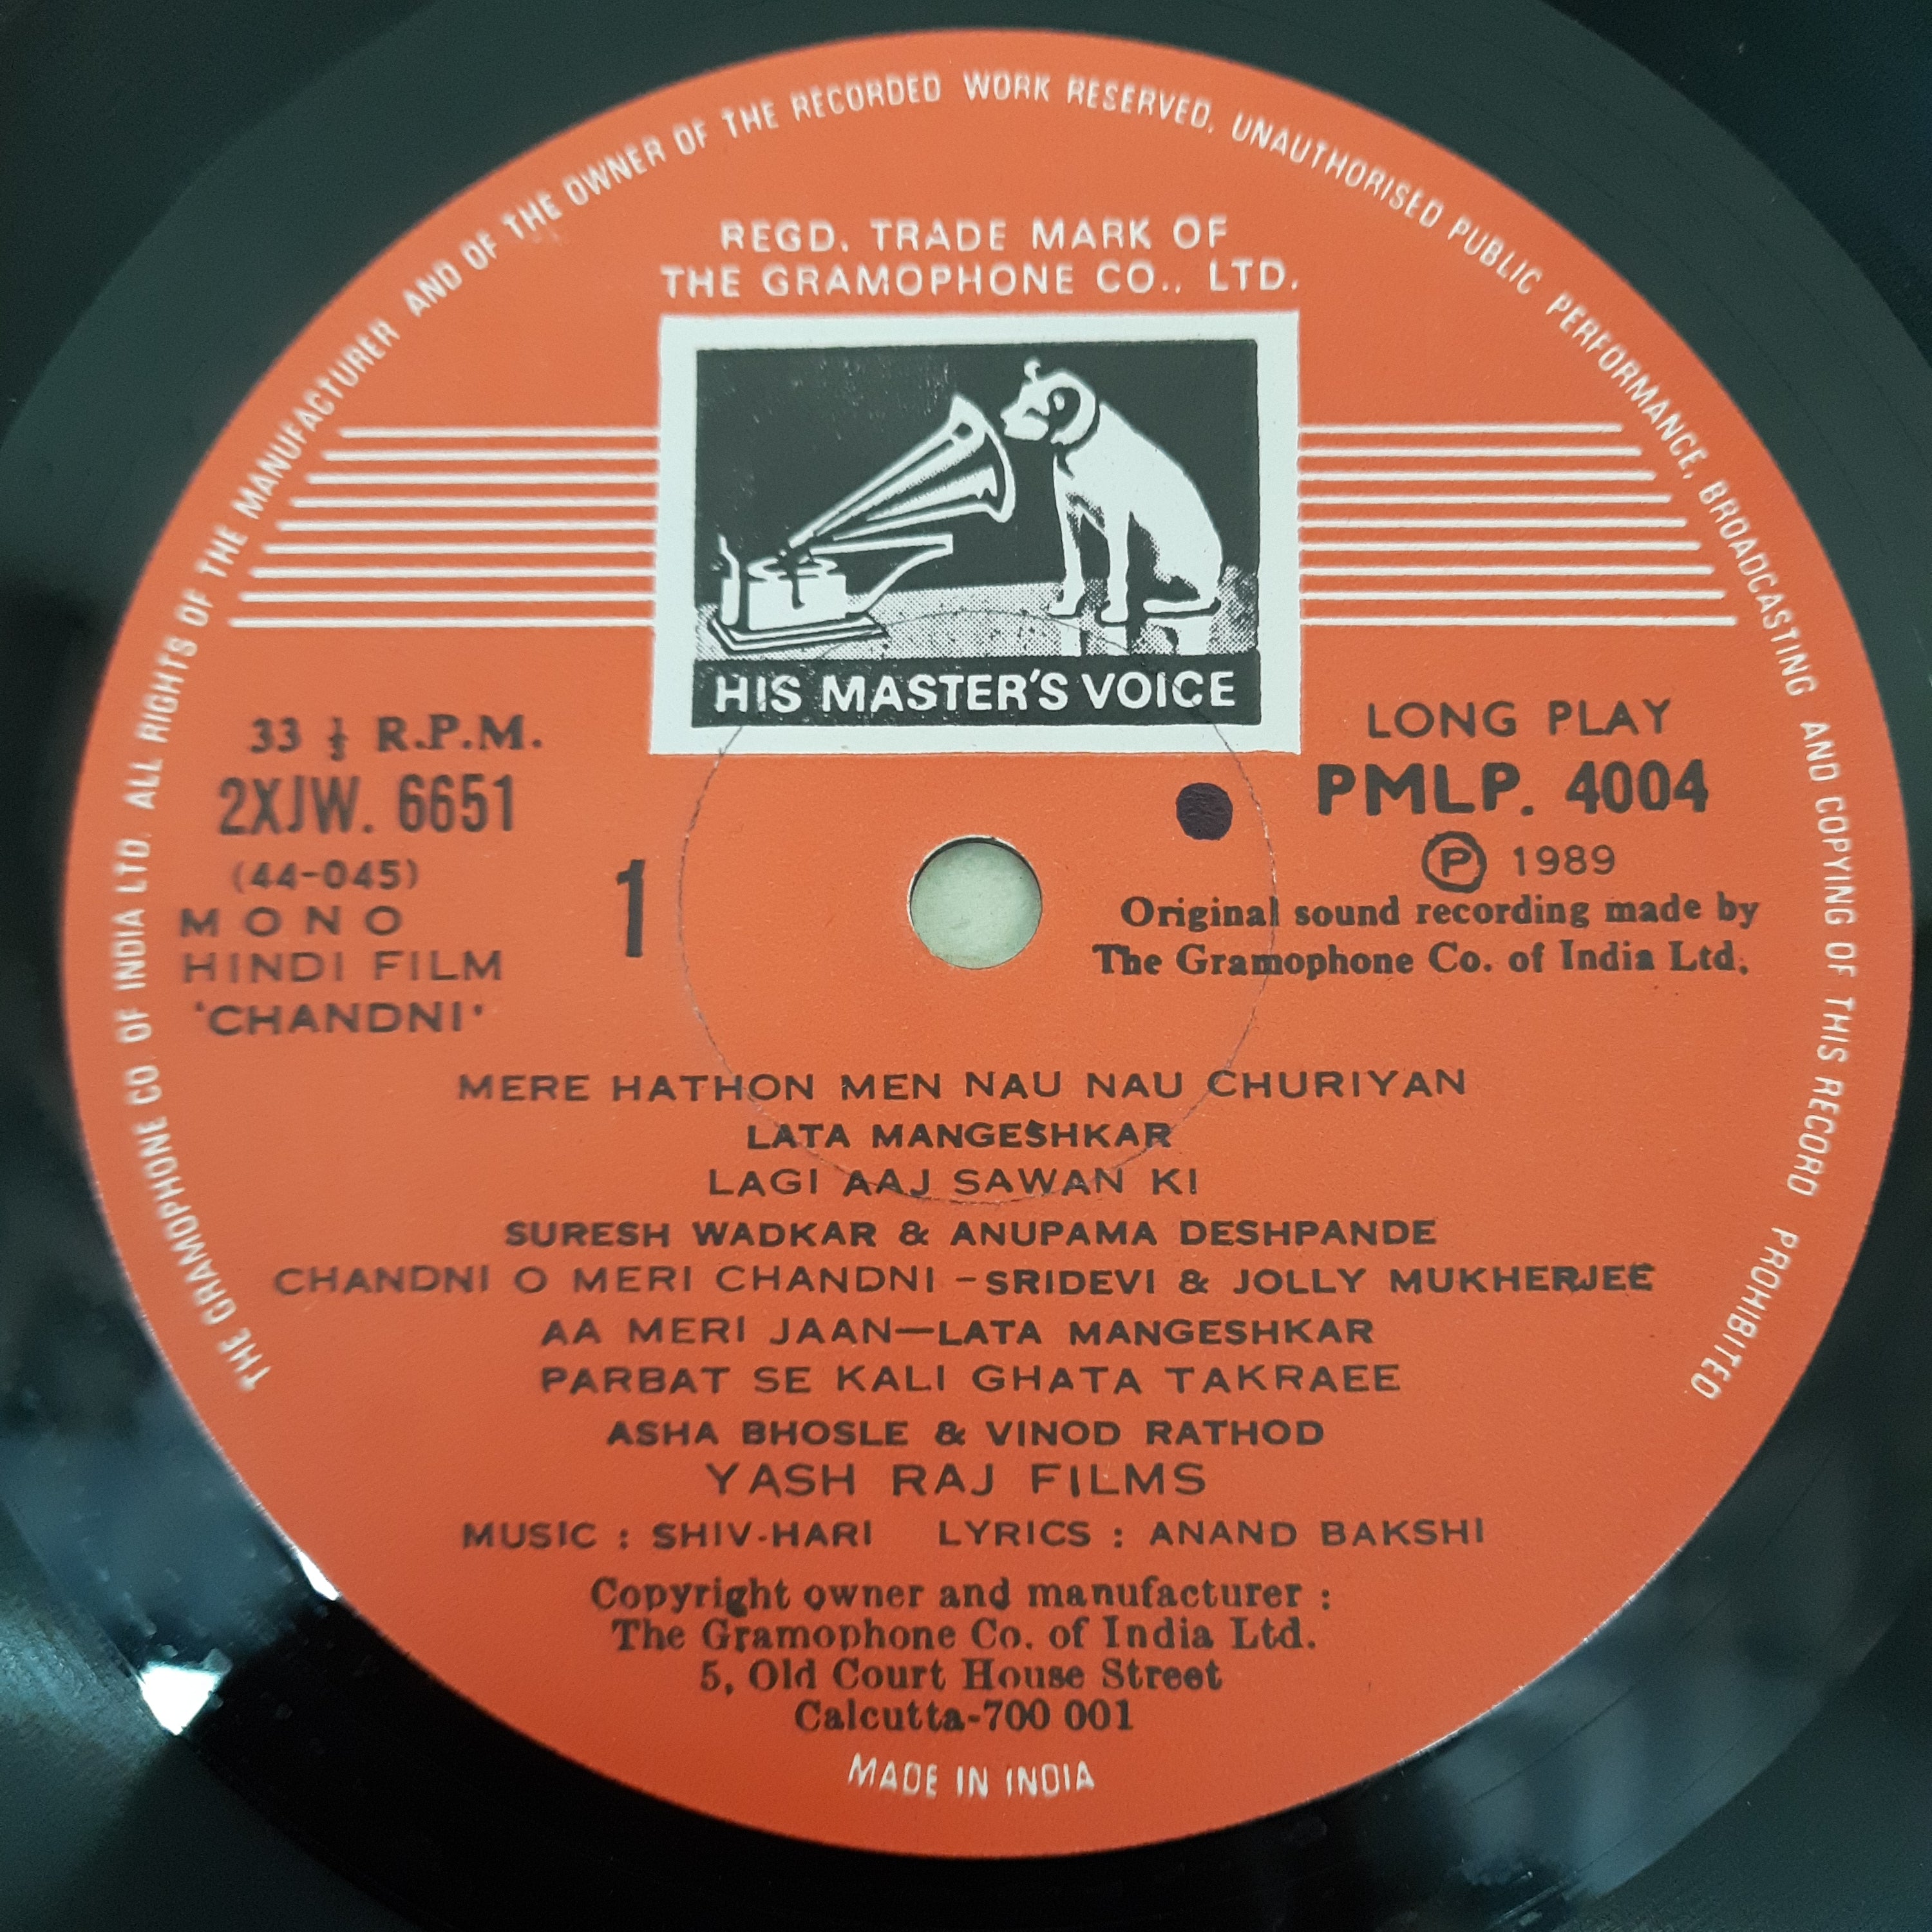 THE GRAMOPHONE CO. OF INDIA LTD. ALL RIGHTS OF THE MANUFACTURER AND OF THE OWNER OF THE RECORDED WORK RESERVED. UNAUTHORISED PUBLIC PERFORMANCE, BROADCASTING AND COPYING OF THIS RECORD PROHIBITED
REGD. TRADE MARK OF
THE GRAMOPHONE CO., LTD.
HIS MASTER'S VOICE
33 ⅓ R.P.M.
2XJW. 6651
(44-045)
MONO
HINDI FILM
'CHANDNI'
1
LONG PLAY
PMLP. 4004
Ⓟ 1989
Original sound recording made by
The Gramophone Co. of India Ltd.
MERE HATHON MEN NAU NAU CHURIYAN
LATA MANGESHKAR
LAGI AAJ SAWAN KI
SURESH WADKAR & ANUPAMA DESHPANDE
CHANDNI O MERI CHANDNI – SRIDEVI & JOLLY MUKHERJEE
AA MERI JAAN—LATA MANGESHKAR
PARBAT SE KALI GHATA TAKRAEE
ASHA BHOSLE & VINOD RATHOD
YASH RAJ FILMS
MUSIC : SHIV-HARI LYRICS : ANAND BAKSHI
Copyright owner and manufacturer :
The Gramophone Co. of India Ltd.
5, Old Court House Street
Calcutta-700 001
MADE IN INDIA